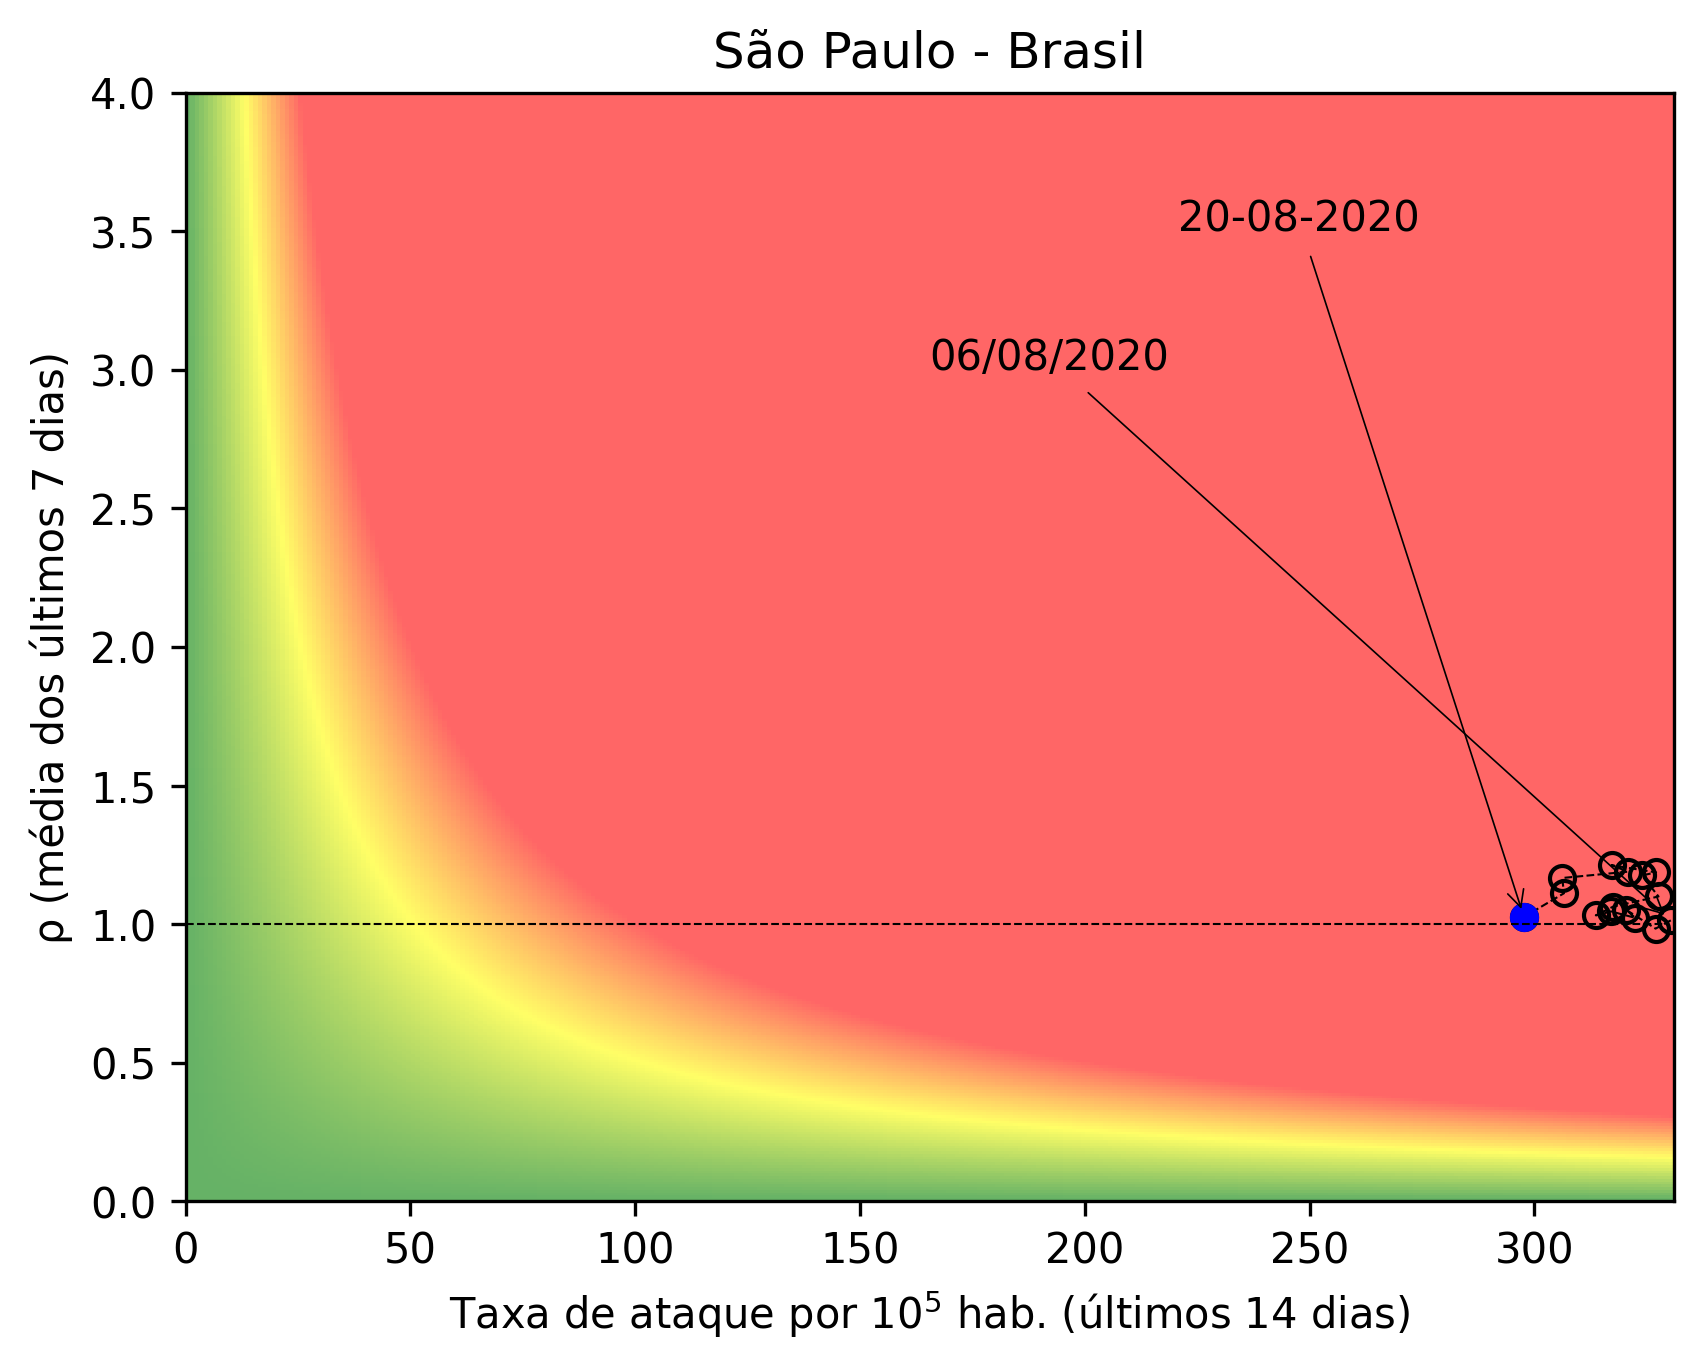 São Paulo - Brasil
4.0
3.5
3.0
2.5
2.0
1.5
1.0
0.5
0.0
ρ (média dos últimos 7 dias)
20-08-2020
06/08/2020
0 50 100 150 200 250 300
Taxa de ataque por 10⁵ hab. (últimos 14 dias)